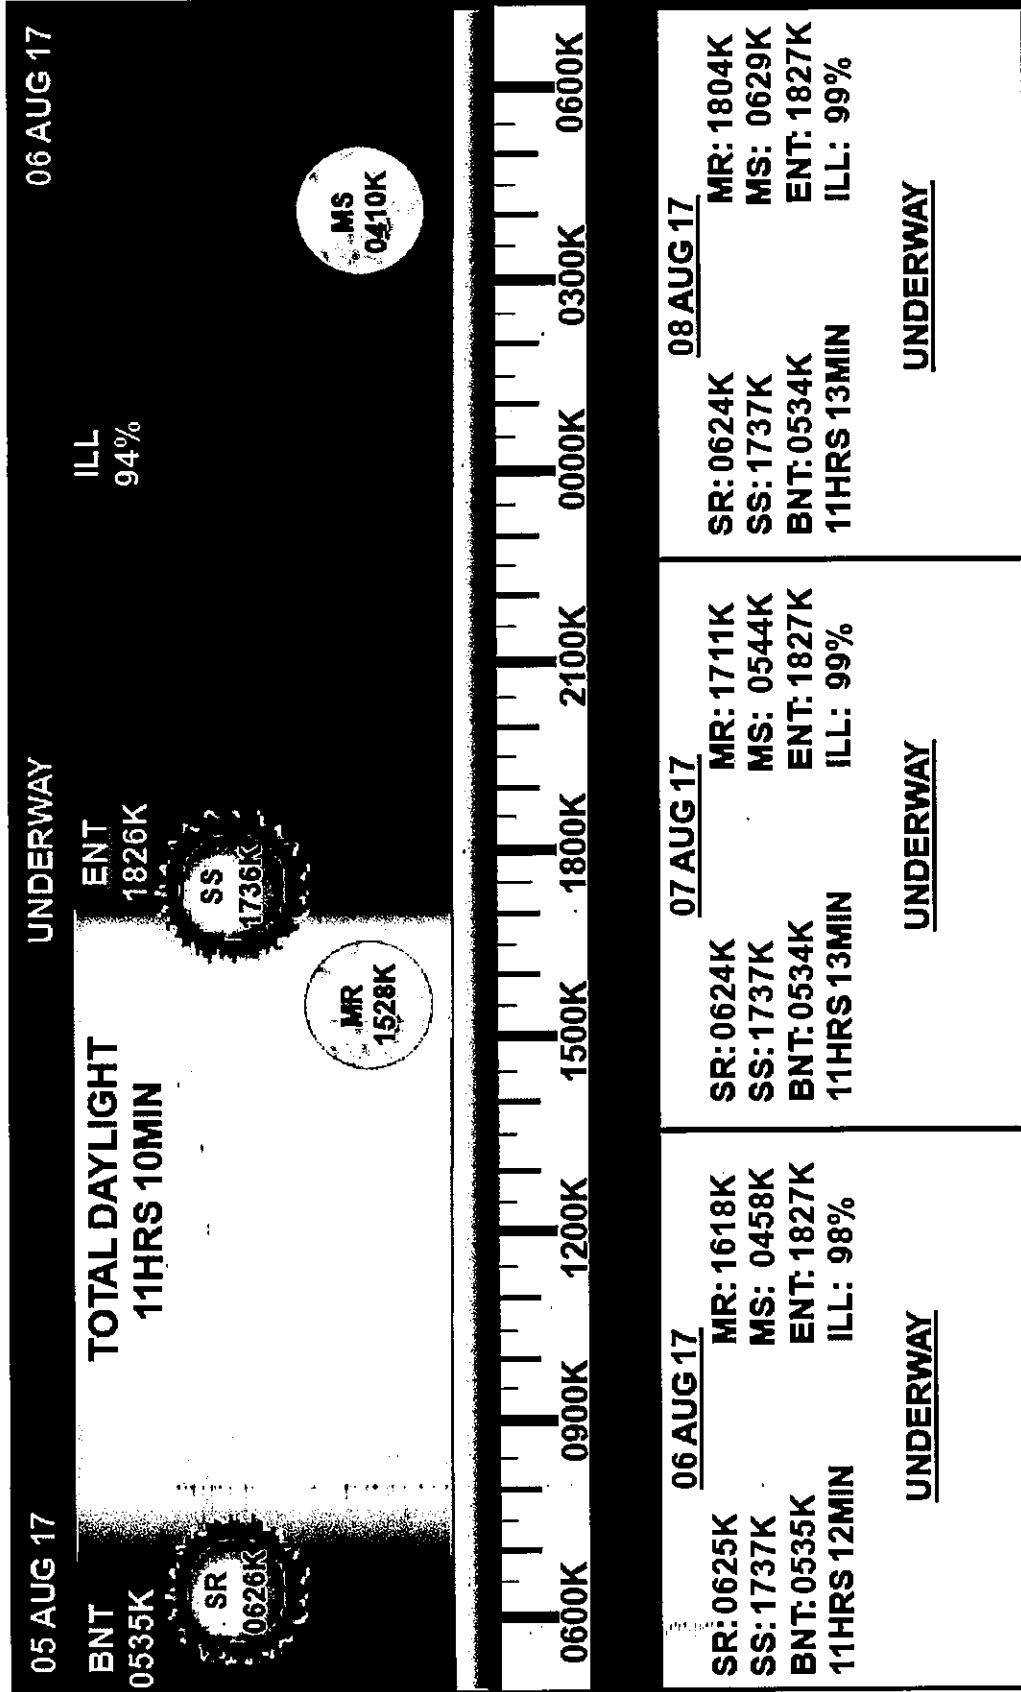 05 AUG 17
UNDERWAY
06 AUG 17
BNT
0535K
TOTAL DAYLIGHT
11HRS 10MIN
ENT
1826K
ILL
94%
SR
0626K
SS
1736K
MR
1528K
MS
0410K
0600K
0900K
1200K
1500K
1800K
2100K
0000K
0300K
0600K
06 AUG 17
SR: 0625K
MR: 1618K
SS: 1737K
MS: 0458K
BNT: 0535K
ENT: 1827K
11HRS 12MIN
ILL: 98%
UNDERWAY
07 AUG 17
SR: 0624K
MR: 1711K
SS: 1737K
MS: 0544K
BNT: 0534K
ENT: 1827K
11HRS 13MIN
ILL: 99%
UNDERWAY
08 AUG 17
SR: 0624K
MR: 1804K
SS: 1737K
MS: 0629K
BNT: 0534K
ENT: 1827K
11HRS 13MIN
ILL: 99%
UNDERWAY